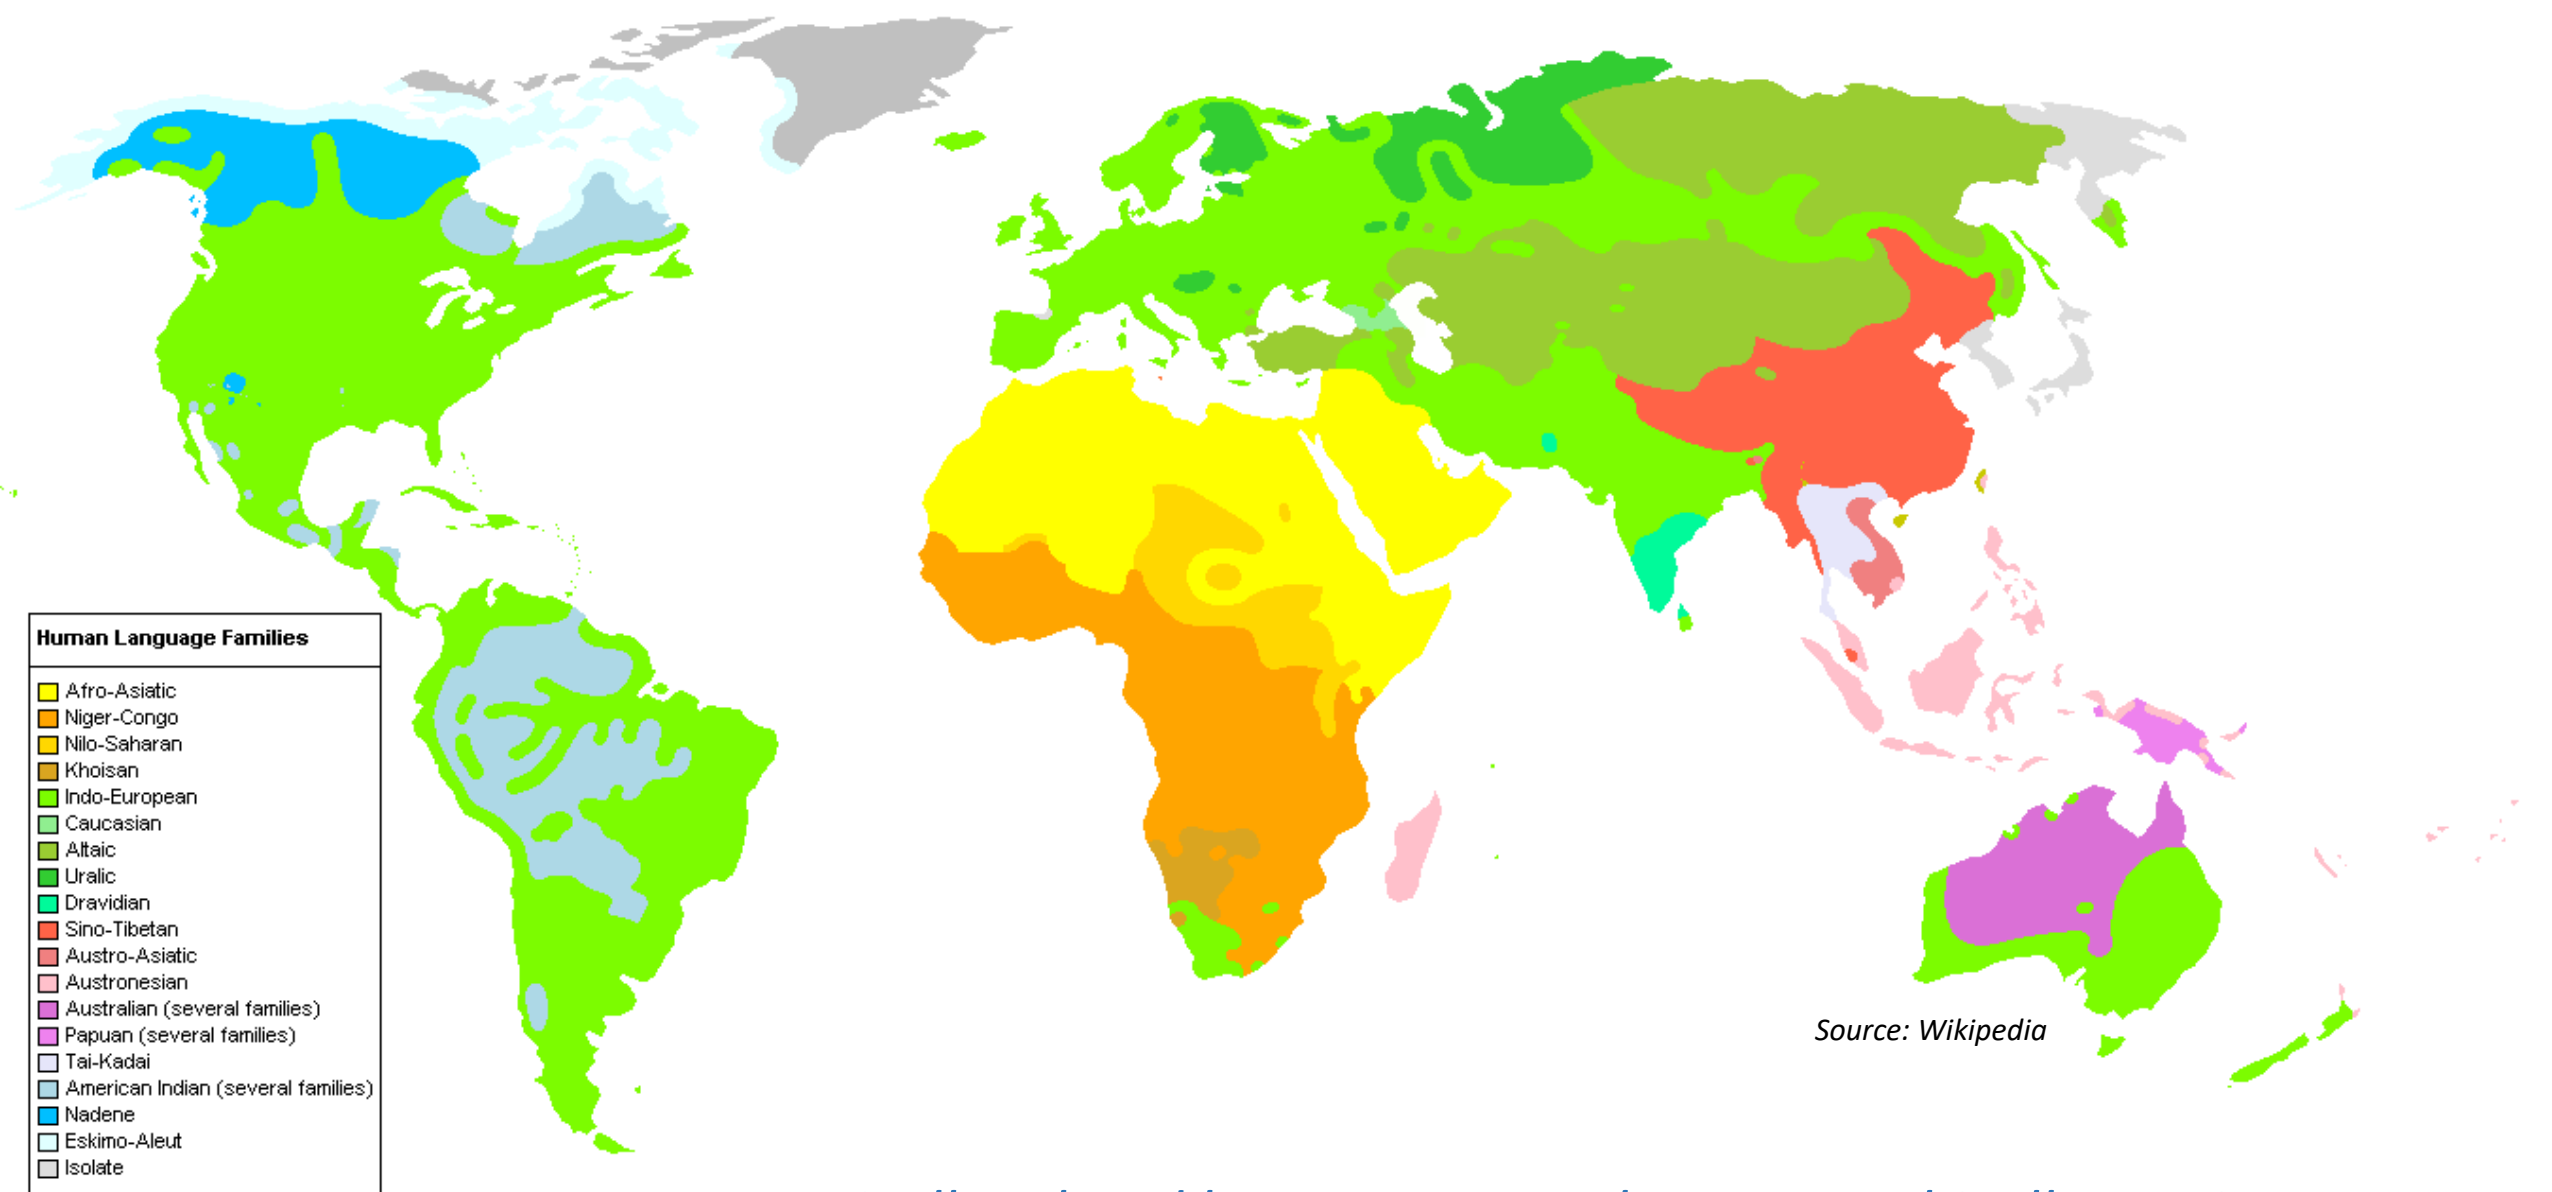 Human Language Families
Afro-Asiatic
Niger-Congo
Nilo-Saharan
Khoisan
Indo-European
Caucasian
Altaic
Uralic
Dravidian
Sino-Tibetan
Austro-Asiatic
Austronesian
Australian (several families)
Papuan (several families)
Tai-Kadai
American Indian (several families)
Nadene
Eskimo-Aleut
Isolate
Source: Wikipedia